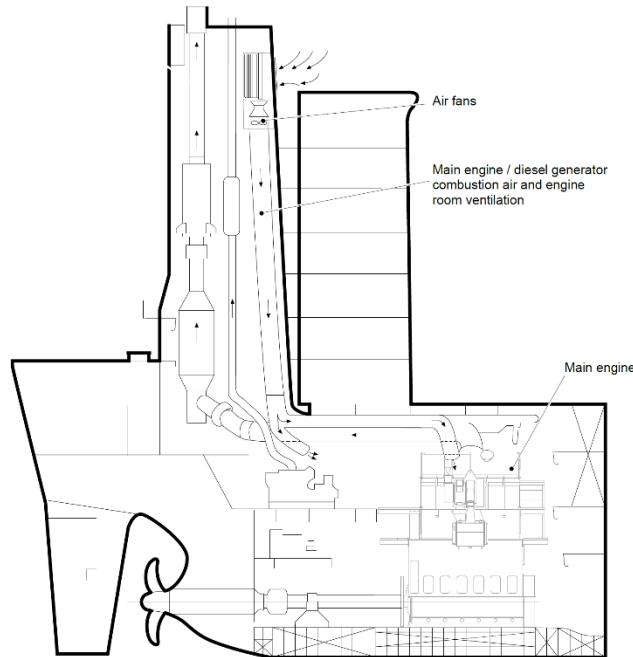 Air fans
Main engine / diesel generator
combustion air and engine
room ventilation
Main engine